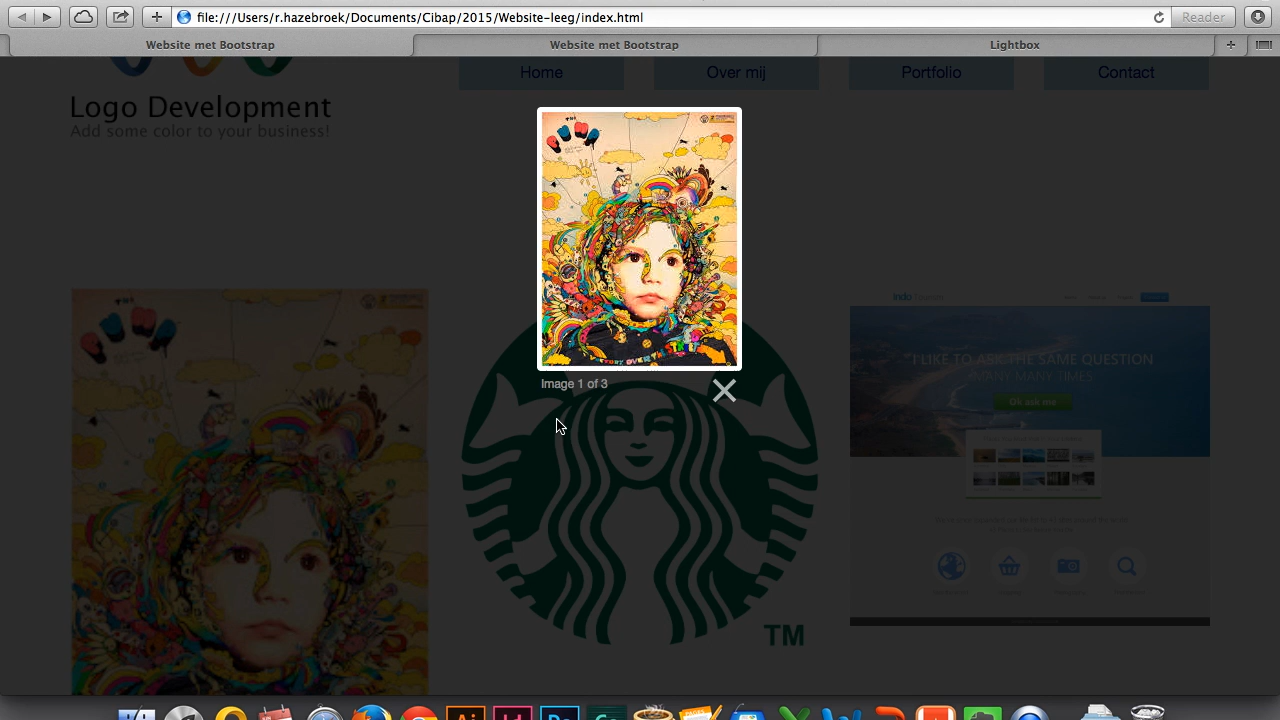 file:///Users/r.hazebroek/Documents/Cibap/2015/Website-leeg/index.html
Reader
Website met Bootstrap
Website met Bootstrap
Lightbox
Home
Over mij
Portfolio
Contact
Logo Development
Add some color to your business!
Image 1 of 3
I LIKE TO ASK THE SAME QUESTION
MANY MANY TIMES
Ok ask me
TM